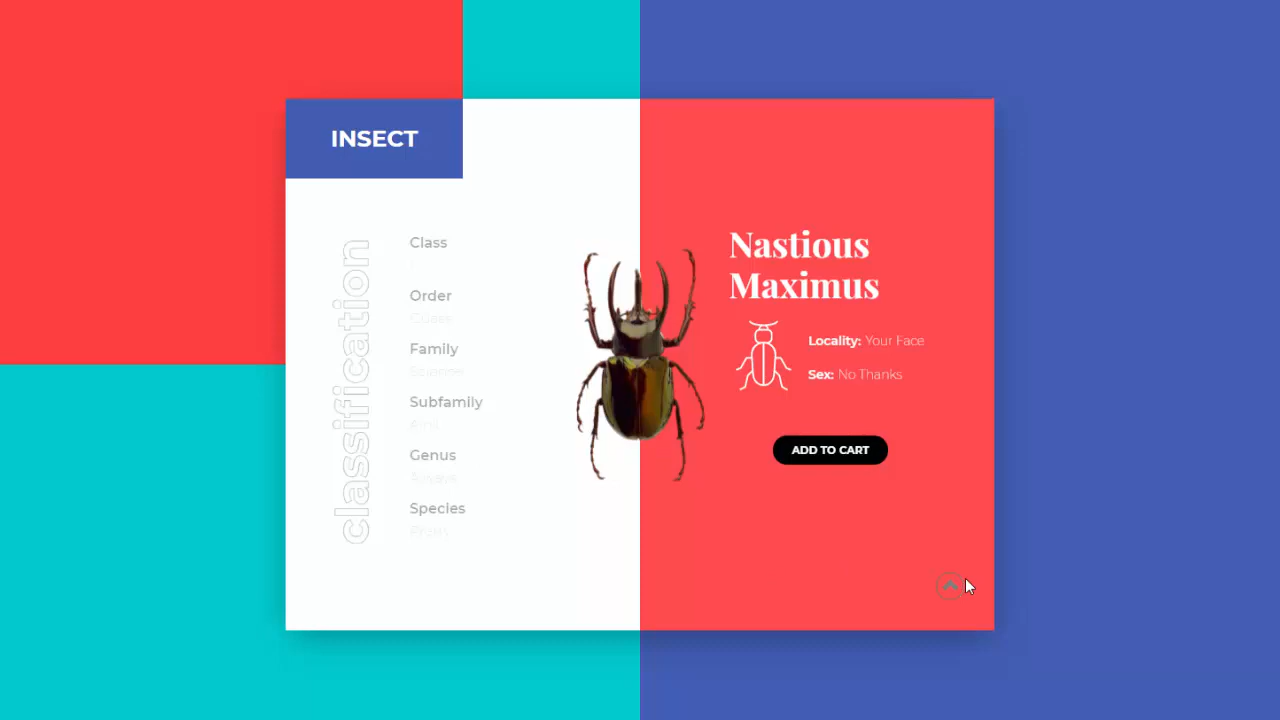 INSECT
classification
Class
Order
Family
Subfamily
Genus
Species
Nastious
Maximus
Locality: Your Face
Sex: No Thanks
ADD TO CART